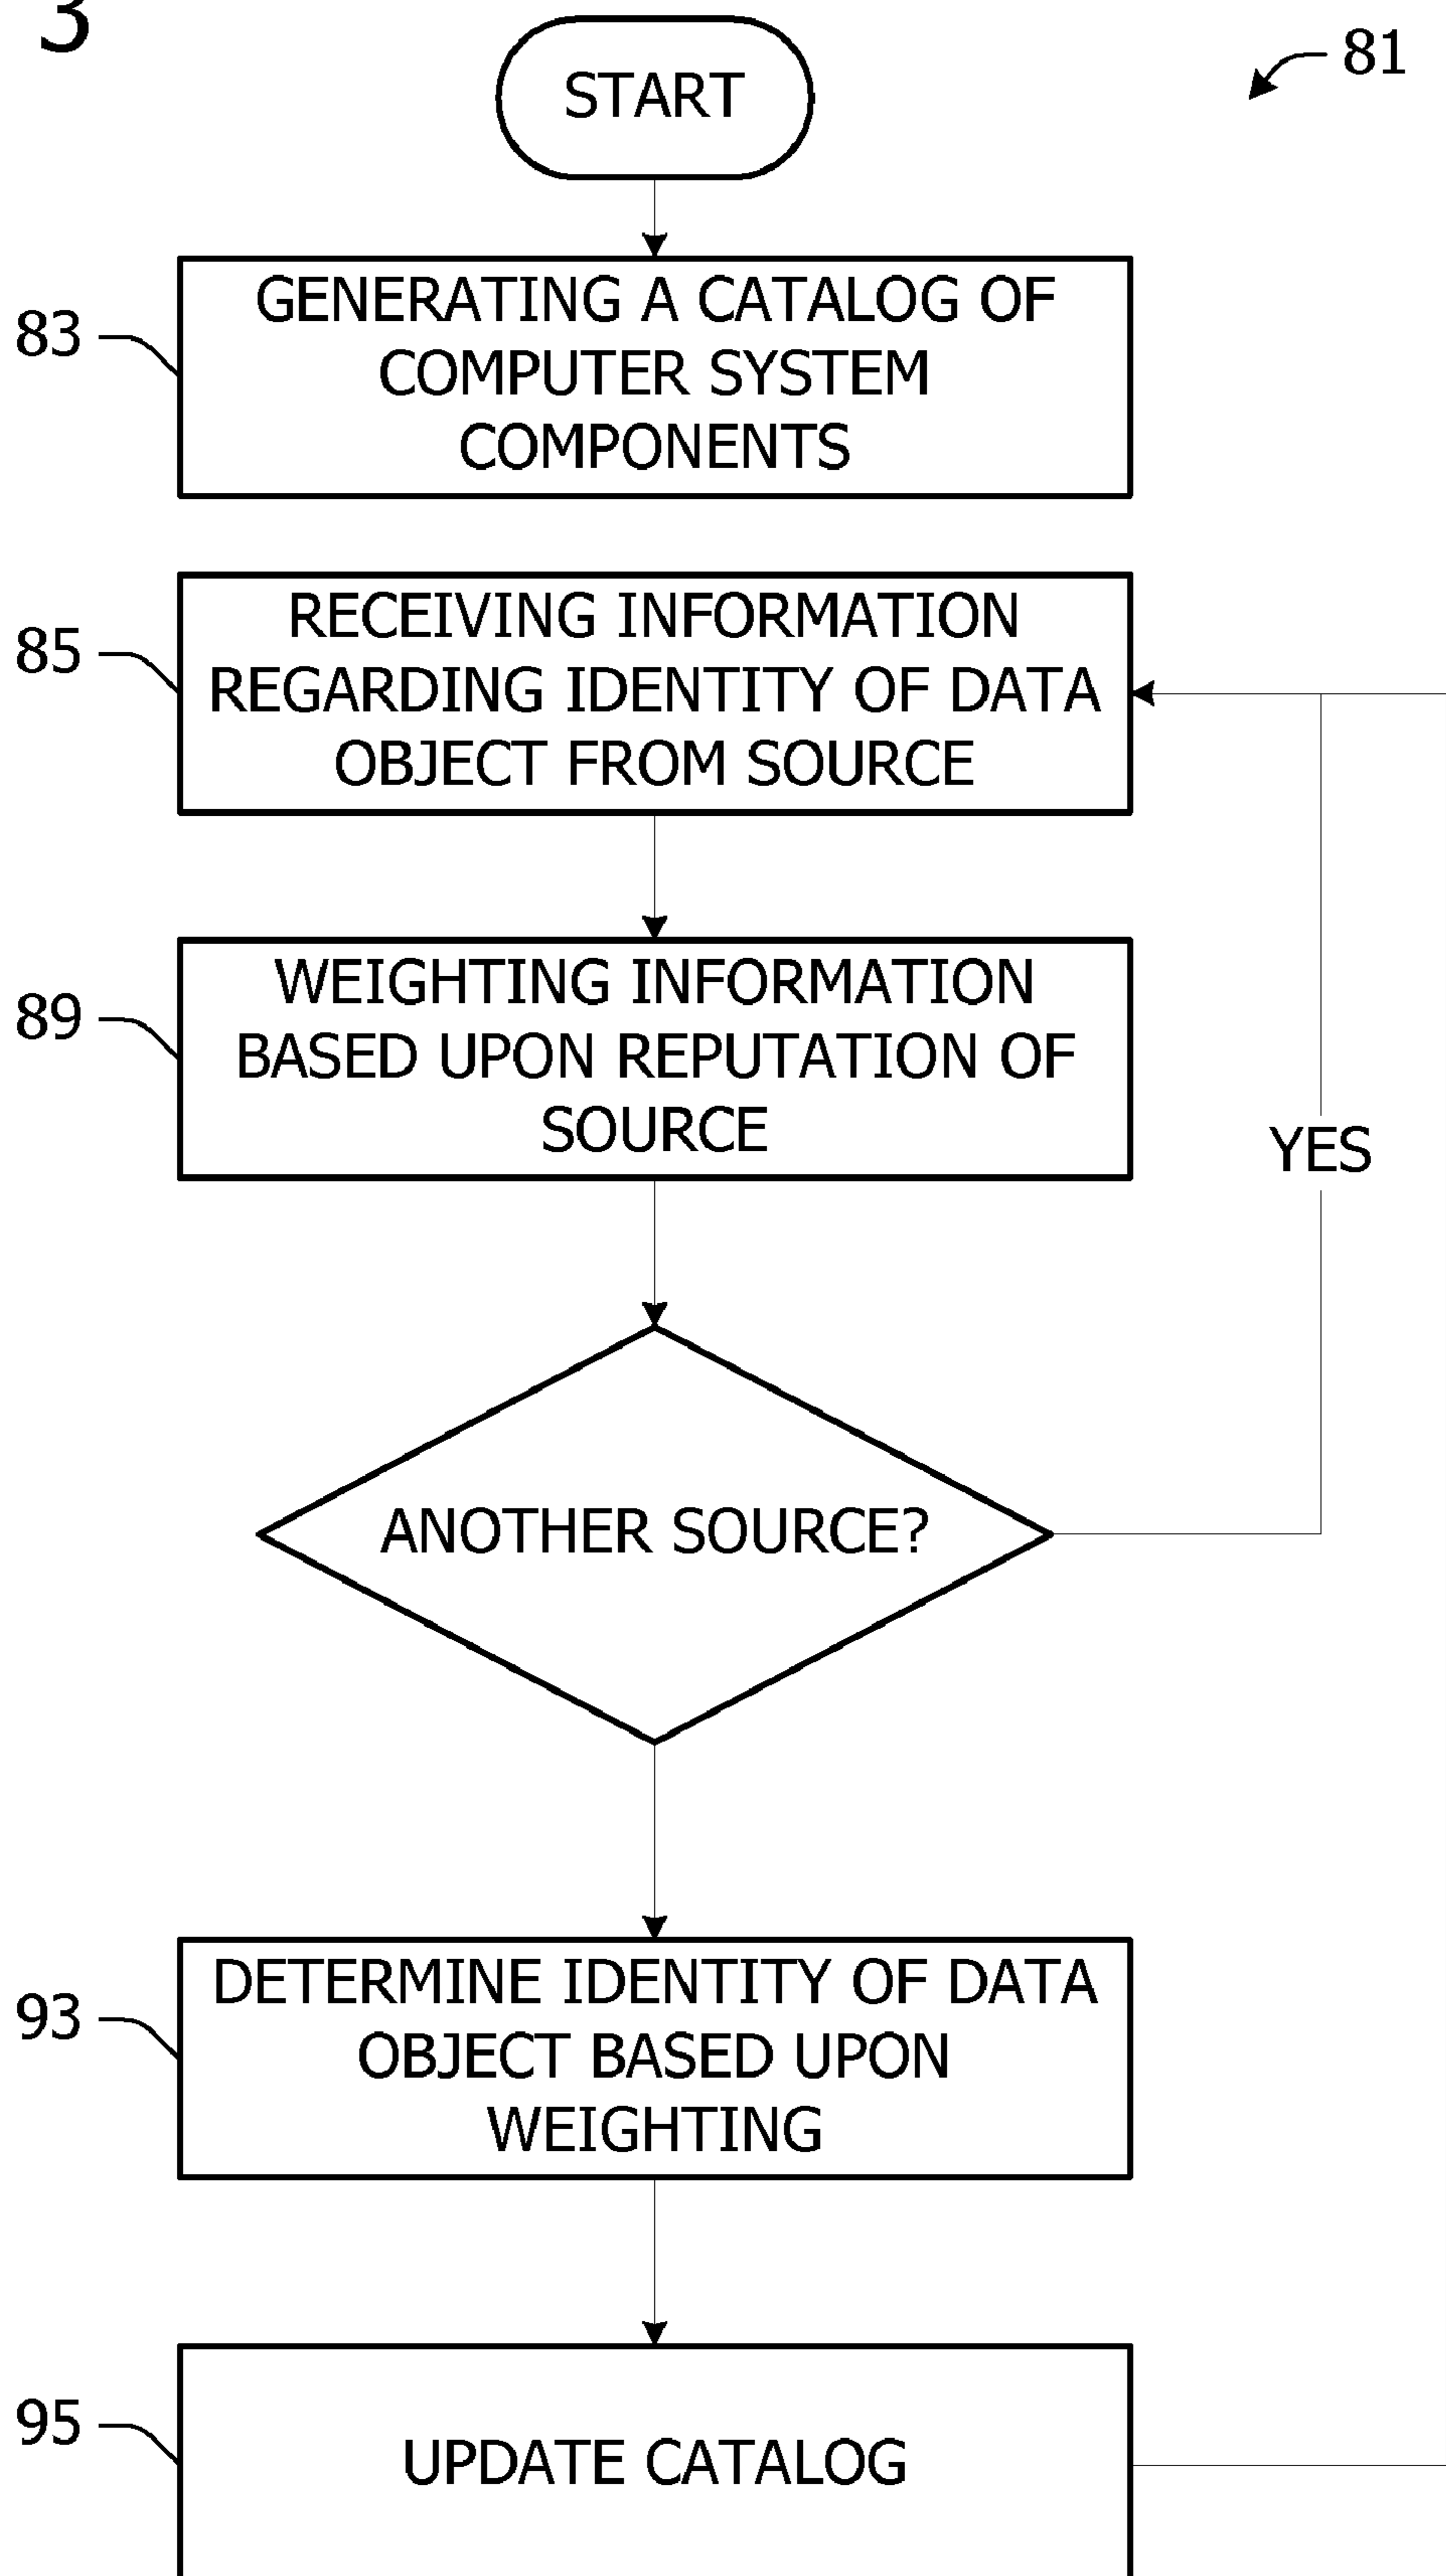 3
START
81
83
GENERATING A CATALOG OF
COMPUTER SYSTEM
COMPONENTS
85
RECEIVING INFORMATION
REGARDING IDENTITY OF DATA
OBJECT FROM SOURCE
89
WEIGHTING INFORMATION
BASED UPON REPUTATION OF
SOURCE
YES
ANOTHER SOURCE?
93
DETERMINE IDENTITY OF DATA
OBJECT BASED UPON
WEIGHTING
95
UPDATE CATALOG